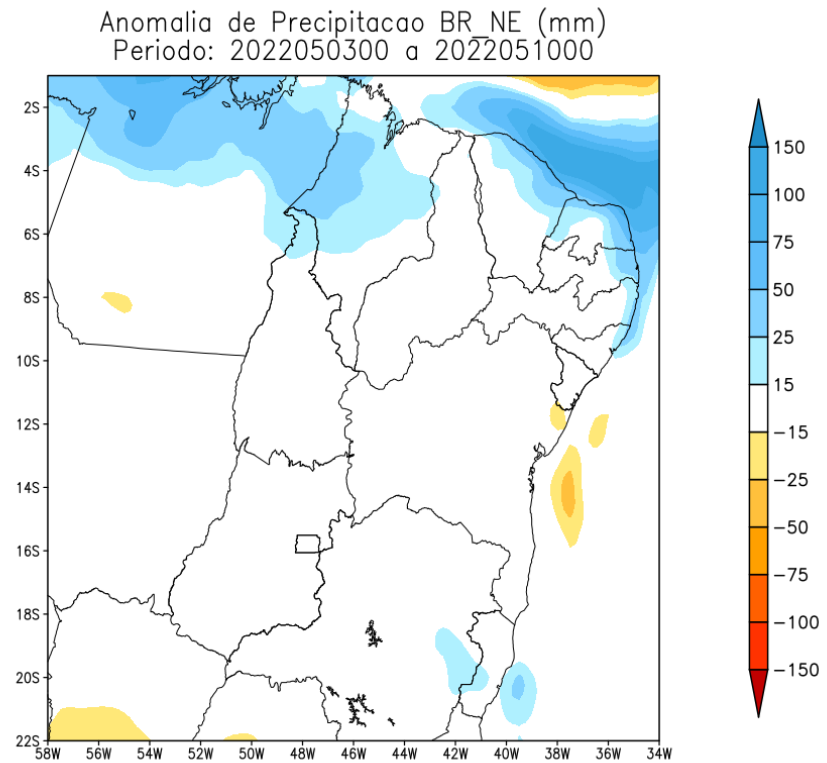 Anomalia de Precipitacao BR_NE (mm)
Periodo: 2022050300 a 2022051000
2S
4S
6S
8S
10S
12S
14S
16S
18S
20S
22S
58W 56W 54W 52W 50W 48W 46W 44W 42W 40W 38W 36W 34W
150
100
75
50
25
15
-15
-25
-50
-75
-100
-150